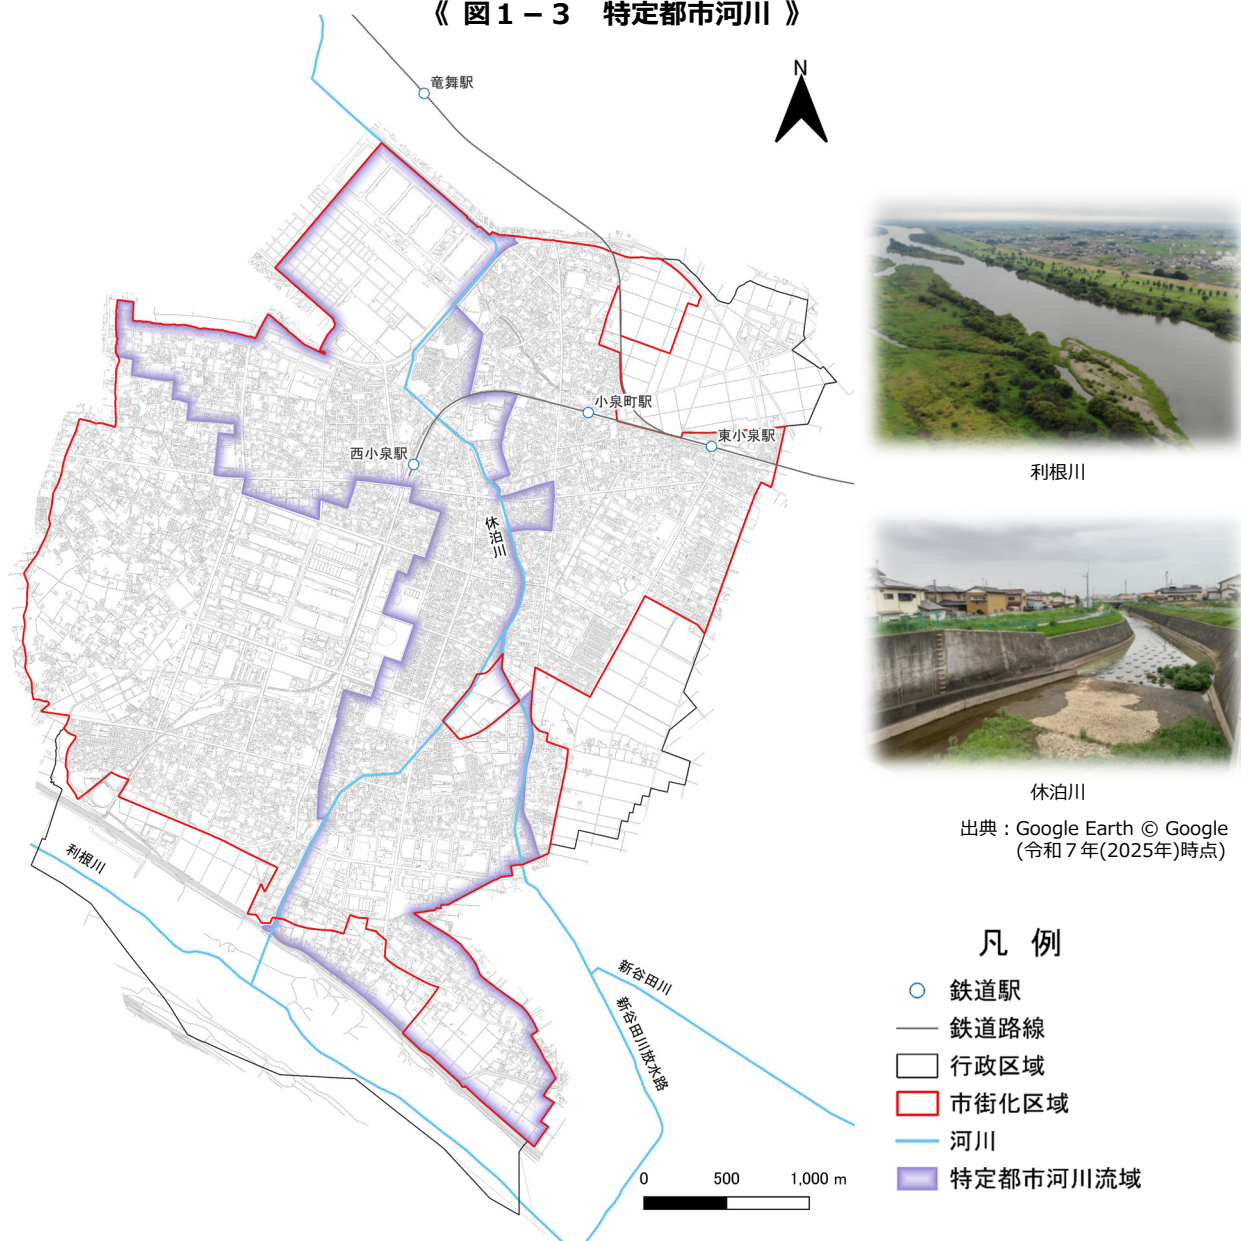 《 図１－３　特定都市河川 》
N
竜舞駅
小泉町駅
東小泉駅
西小泉駅
休泊川
利根川
新谷田川
新谷田川放水路
0 500 1,000 m
利根川
休泊川
出典：Google Earth © Google
(令和７年(2025年)時点)
凡 例
鉄道駅
鉄道路線
行政区域
市街化区域
河川
特定都市河川流域